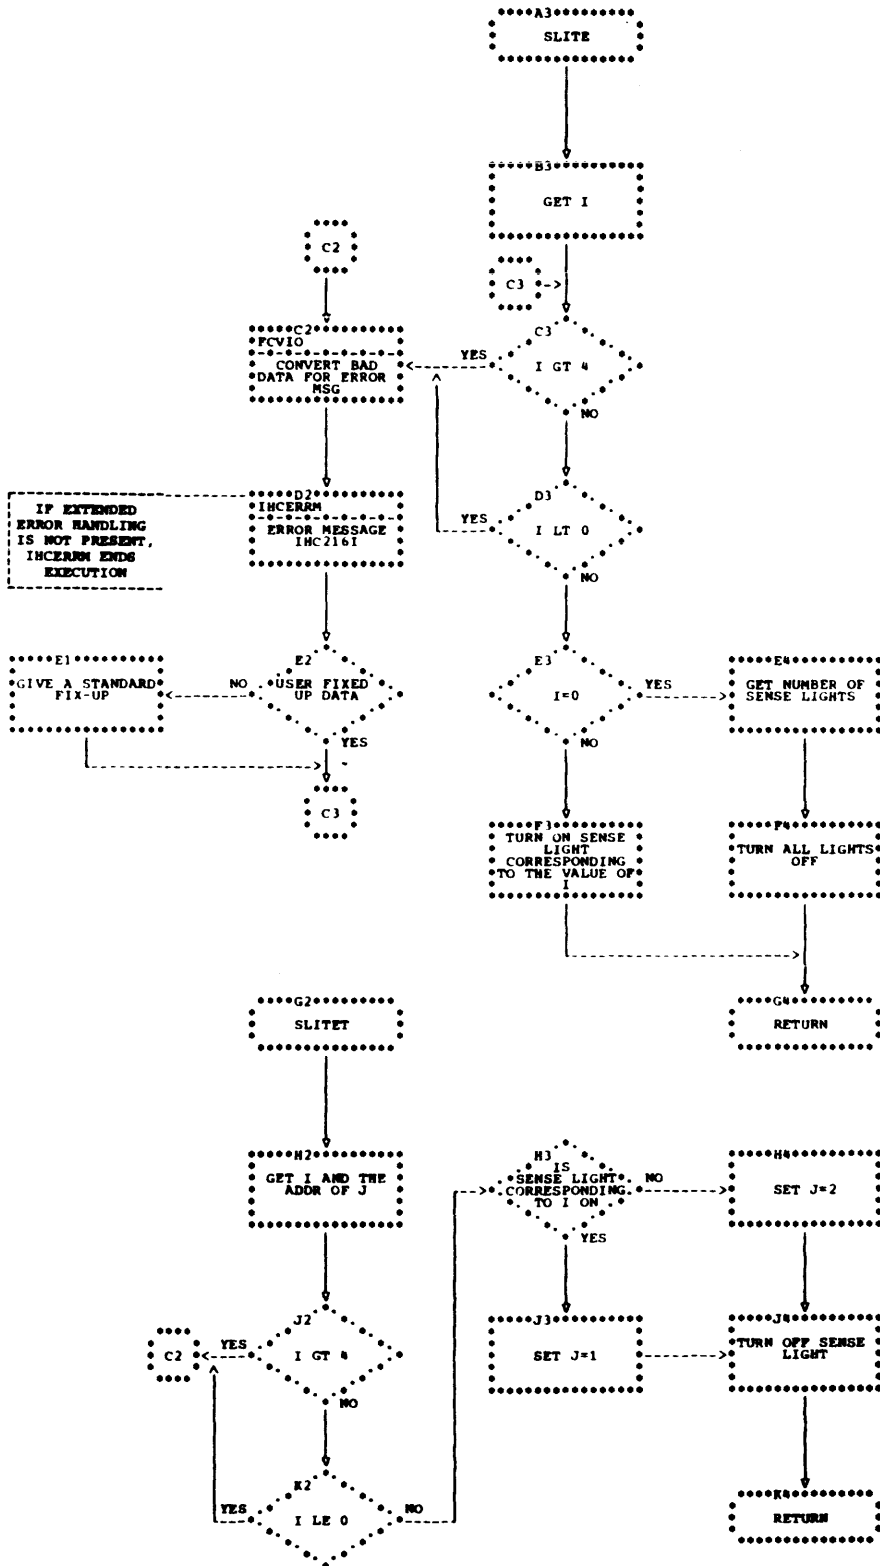 A3
SLITE
B3
GET I
C2
C3
C2
FCVIO
CONVERT BAD
DATA FOR ERROR
MSG
C3
I GT 4
YES
NO
D2
IHCERRM
ERROR MESSAGE
IHC216I
IF EXTENDED
ERROR HANDLING
IS NOT PRESENT,
IHCERRM ENDS
EXECUTION
D3
I LT 0
YES
NO
E1
GIVE A STANDARD
FIX-UP
NO
E2
USER FIXED
UP DATA
YES
E3
I=0
YES
NO
E4
GET NUMBER OF
SENSE LIGHTS
C3
F3
TURN ON SENSE
LIGHT
CORRESPONDING
TO THE VALUE OF
I
F4
TURN ALL LIGHTS
OFF
G2
SLITET
G4
RETURN
H2
GET I AND THE
ADDR OF J
H3
IS
SENSE LIGHT
CORRESPONDING
TO I ON
NO
YES
H4
SET J=2
C2
YES
J2
I GT 4
NO
J3
SET J=1
J4
TURN OFF SENSE
LIGHT
YES
K2
I LE 0
NO
K4
RETURN